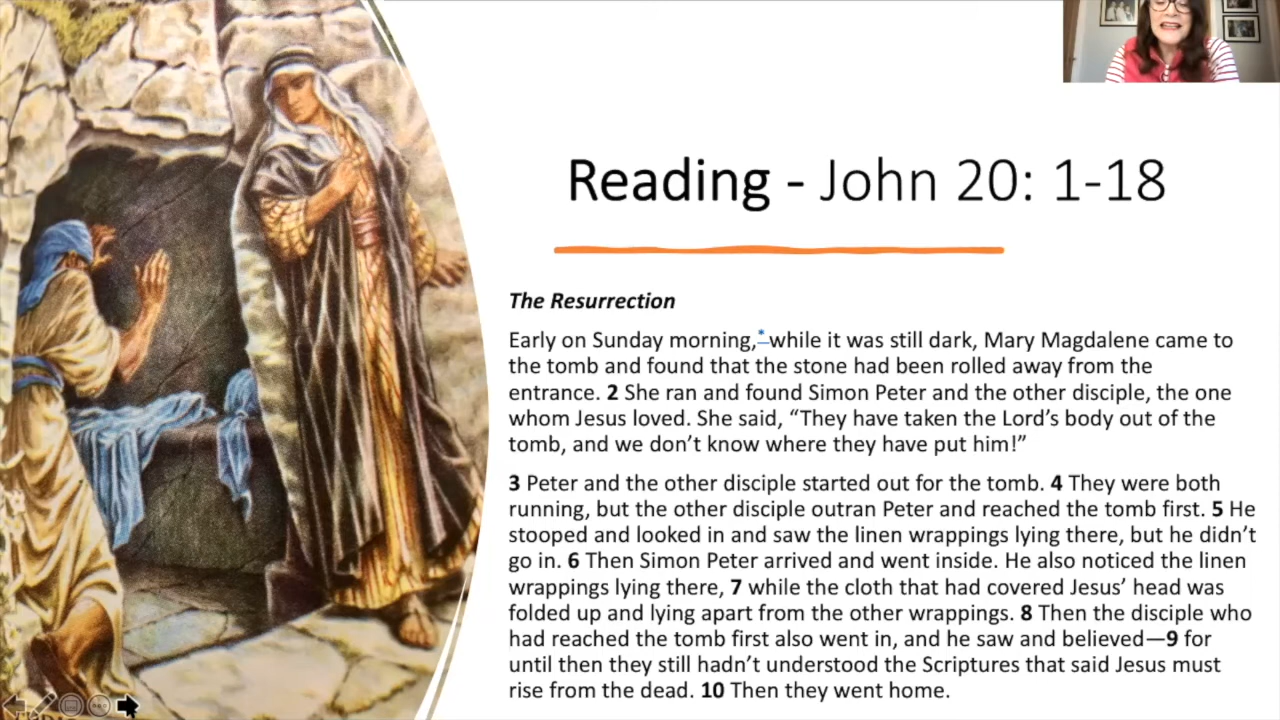 Reading - John 20: 1-18
The Resurrection
Early on Sunday morning,* while it was still dark, Mary Magdalene came to
the tomb and found that the stone had been rolled away from the
entrance. 2 She ran and found Simon Peter and the other disciple, the one
whom Jesus loved. She said, “They have taken the Lord’s body out of the
tomb, and we don’t know where they have put him!”
3 Peter and the other disciple started out for the tomb. 4 They were both
running, but the other disciple outran Peter and reached the tomb first. 5 He
stooped and looked in and saw the linen wrappings lying there, but he didn’t
go in. 6 Then Simon Peter arrived and went inside. He also noticed the linen
wrappings lying there, 7 while the cloth that had covered Jesus’ head was
folded up and lying apart from the other wrappings. 8 Then the disciple who
had reached the tomb first also went in, and he saw and believed—9 for
until then they still hadn’t understood the Scriptures that said Jesus must
rise from the dead. 10 Then they went home.